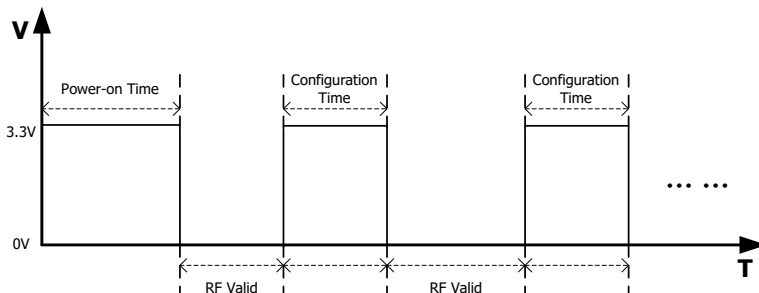 V
Power-on Time
Configuration
Time
Configuration
Time
3.3V
... ...
0V
T
RF Valid
RF Valid